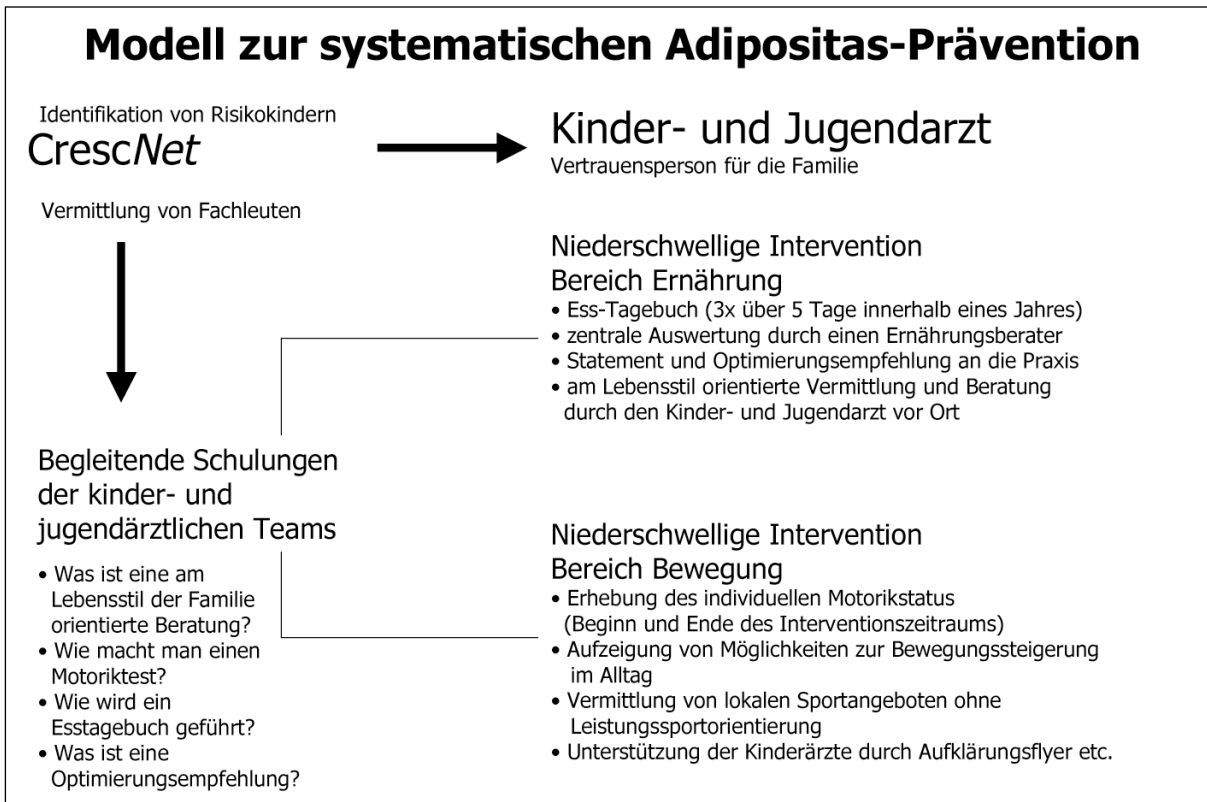 Modell zur systematischen Adipositas-Prävention
Identifikation von Risikokindern
CrescNet
Vermittlung von Fachleuten
Kinder- und Jugendarzt
Vertrauensperson für die Familie
Niederschwellige Intervention
Bereich Ernährung
• Ess-Tagebuch (3x über 5 Tage innerhalb eines Jahres)
• zentrale Auswertung durch einen Ernährungsberater
• Statement und Optimierungsempfehlung an die Praxis
• am Lebensstil orientierte Vermittlung und Beratung
durch den Kinder- und Jugendarzt vor Ort
Begleitende Schulungen
der kinder- und
jugendärztlichen Teams
• Was ist eine am
Lebensstil der Familie
orientierte Beratung?
• Wie macht man einen
Motoriktest?
• Wie wird ein
Esstagebuch geführt?
• Was ist eine
Optimierungsempfehlung?
Niederschwellige Intervention
Bereich Bewegung
• Erhebung des individuellen Motorikstatus
(Beginn und Ende des Interventionszeitraums)
• Aufzeigung von Möglichkeiten zur Bewegungssteigerung
im Alltag
• Vermittlung von lokalen Sportangeboten ohne
Leistungssportorientierung
• Unterstützung der Kinderärzte durch Aufklärungsflyer etc.